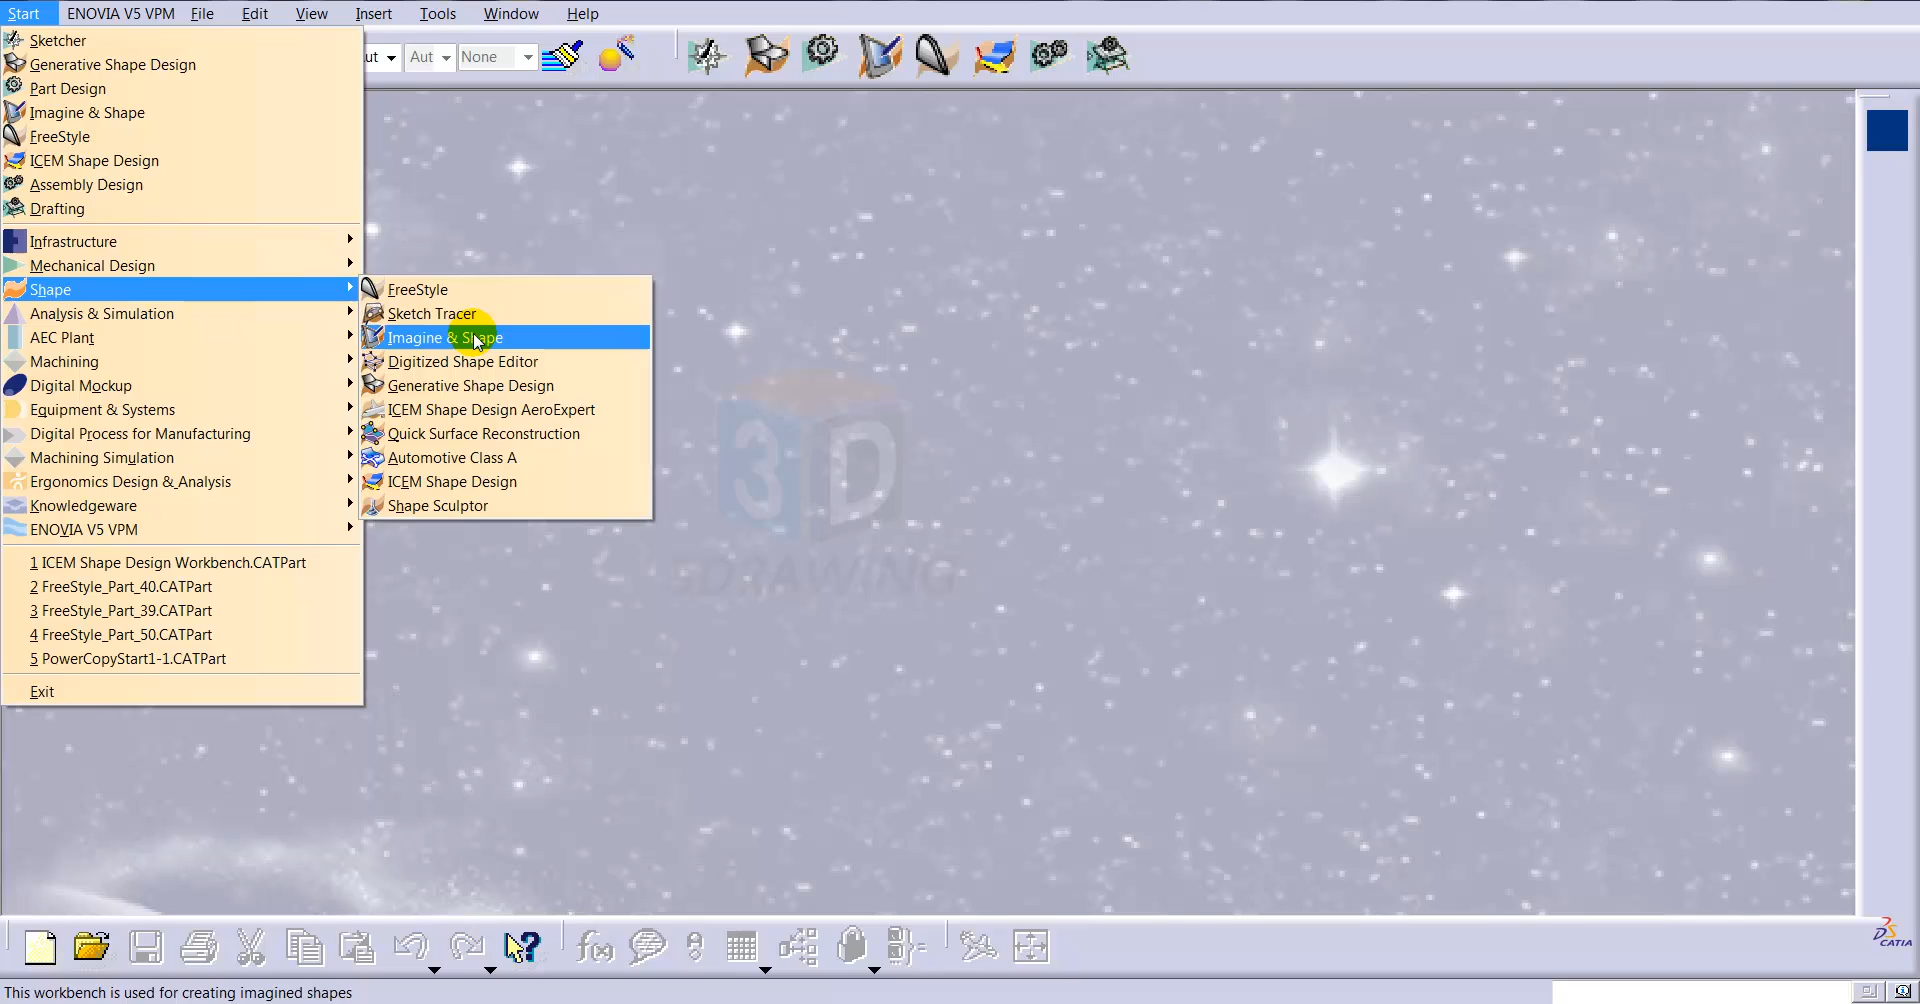 Start ENOVIA V5 VPM File Edit View Insert Tools Window Help
ut Aut None
Sketcher
Generative Shape Design
Part Design
Imagine & Shape
FreeStyle
ICEM Shape Design
Assembly Design
Drafting
Infrastructure
Mechanical Design
Shape
Analysis & Simulation
AEC Plant
Machining
Digital Mockup
Equipment & Systems
Digital Process for Manufacturing
Machining Simulation
Ergonomics Design & Analysis
Knowledgeware
ENOVIA V5 VPM
1 ICEM Shape Design Workbench.CATPart
2 FreeStyle_Part_40.CATPart
3 FreeStyle_Part_39.CATPart
4 FreeStyle_Part_50.CATPart
5 PowerCopyStart1-1.CATPart
Exit
FreeStyle
Sketch Tracer
Imagine & Shape
Digitized Shape Editor
Generative Shape Design
ICEM Shape Design AeroExpert
Quick Surface Reconstruction
Automotive Class A
ICEM Shape Design
Shape Sculptor
3D
SDRAWING
f(x)
DS
CATIA
This workbench is used for creating imagined shapes